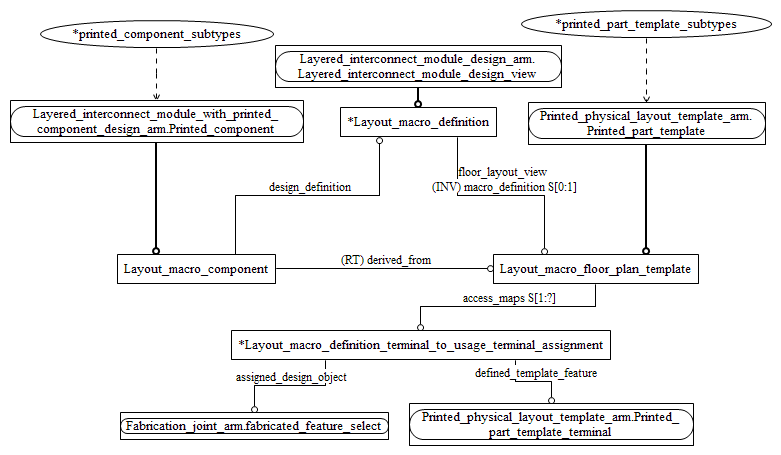 *printed_component_subtypes
*printed_part_template_subtypes
Layered_interconnect_module_design_arm.
Layered_interconnect_module_design_view
Layered_interconnect_module_with_printed_
component_design_arm.Printed_component
*Layout_macro_definition
Printed_physical_layout_template_arm.
Printed_part_template
floor_layout_view
design_definition
(INV) macro_definition S[0:1]
Layout_macro_component
(RT) derived_from
Layout_macro_floor_plan_template
access_maps S[1:?]
*Layout_macro_definition_terminal_to_usage_terminal_assignment
assigned_design_object
defined_template_feature
Fabrication_joint_arm.fabricated_feature_select
Printed_physical_layout_template_arm.Printed_
part_template_terminal